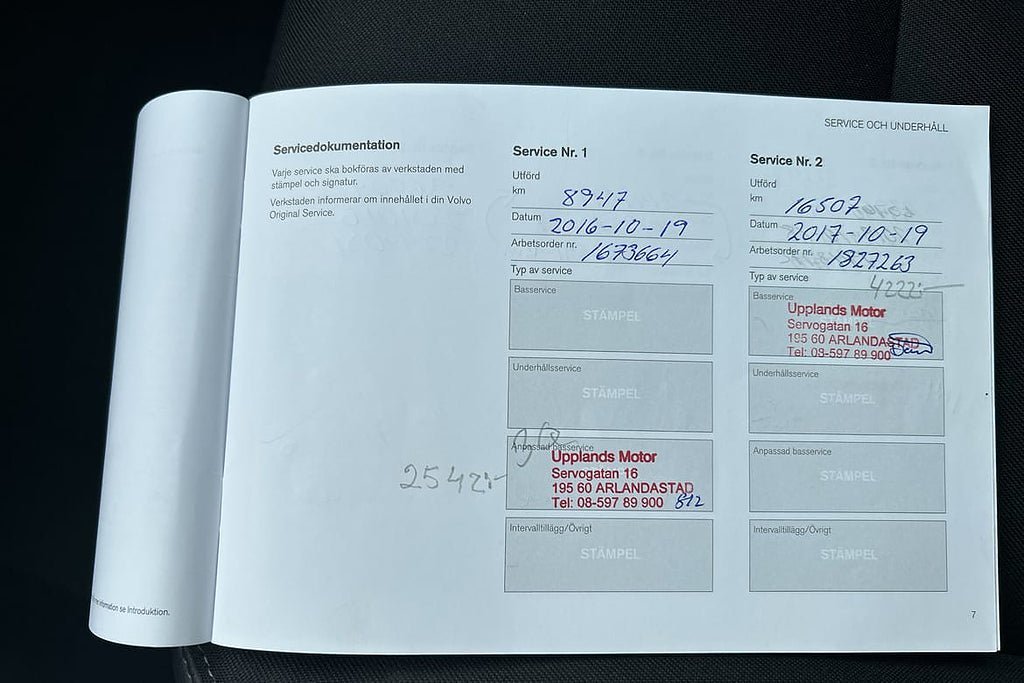 SERVICE OCH UNDERHÅLL
Servicedokumentation
Varje service ska bokföras av verkstaden med
stämpel och signatur.
Verkstaden informerar om innehållet i din Volvo
Original Service.
Service Nr. 1
Utförd
km 8947
Datum 2016-10-19
Arbetsorder nr. 1673664
Typ av service
Basservice
STÄMPEL
Underhållsservice
STÄMPEL
Anpassad basservice
Upplands Motor
Servogatan 16
195 60 ARLANDASTAD
Tel: 08-597 89 900
2542:-
Intervalltillägg/Övrigt
STÄMPEL
Service Nr. 2
Utförd
km 16507
Datum 2017-10-19
Arbetsorder nr. 1827263
Typ av service
4222:-
Basservice
Upplands Motor
Servogatan 16
195 60 ARLANDASTAD
Tel: 08-597 89 900
Underhållsservice
STÄMPEL
Anpassad basservice
STÄMPEL
Intervalltillägg/Övrigt
STÄMPEL
information se Introduktion.
7